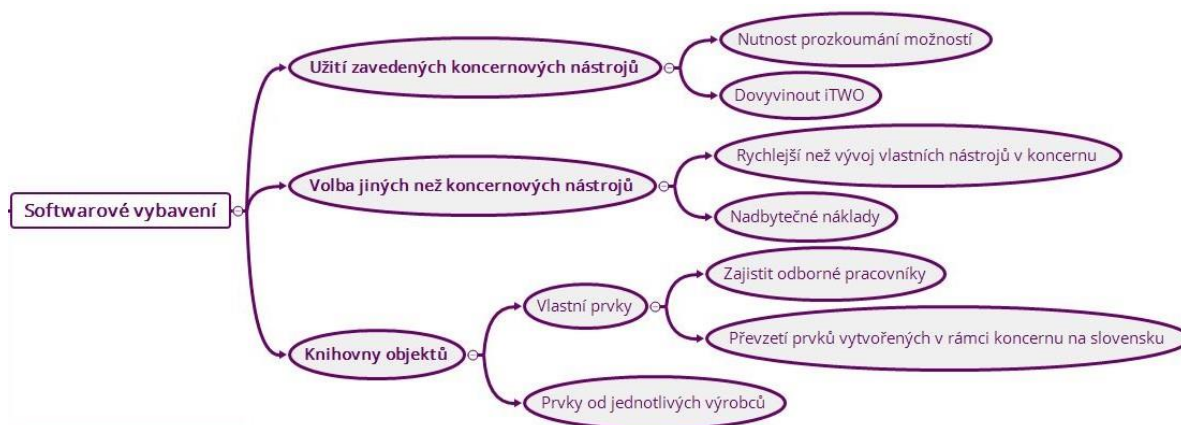 Softwarové vybavení
Užití zavedených koncernových nástrojů
Nutnost prozkoumání možností
Dovyvinout iTWO
Volba jiných než koncernových nástrojů
Rychlejší než vývoj vlastních nástrojů v koncernu
Nadbytečné náklady
Knihovny objektů
Vlastní prvky
Zajistit odborné pracovníky
Převzetí prvků vytvořených v rámci koncernu na slovensku
Prvky od jednotlivých výrobců